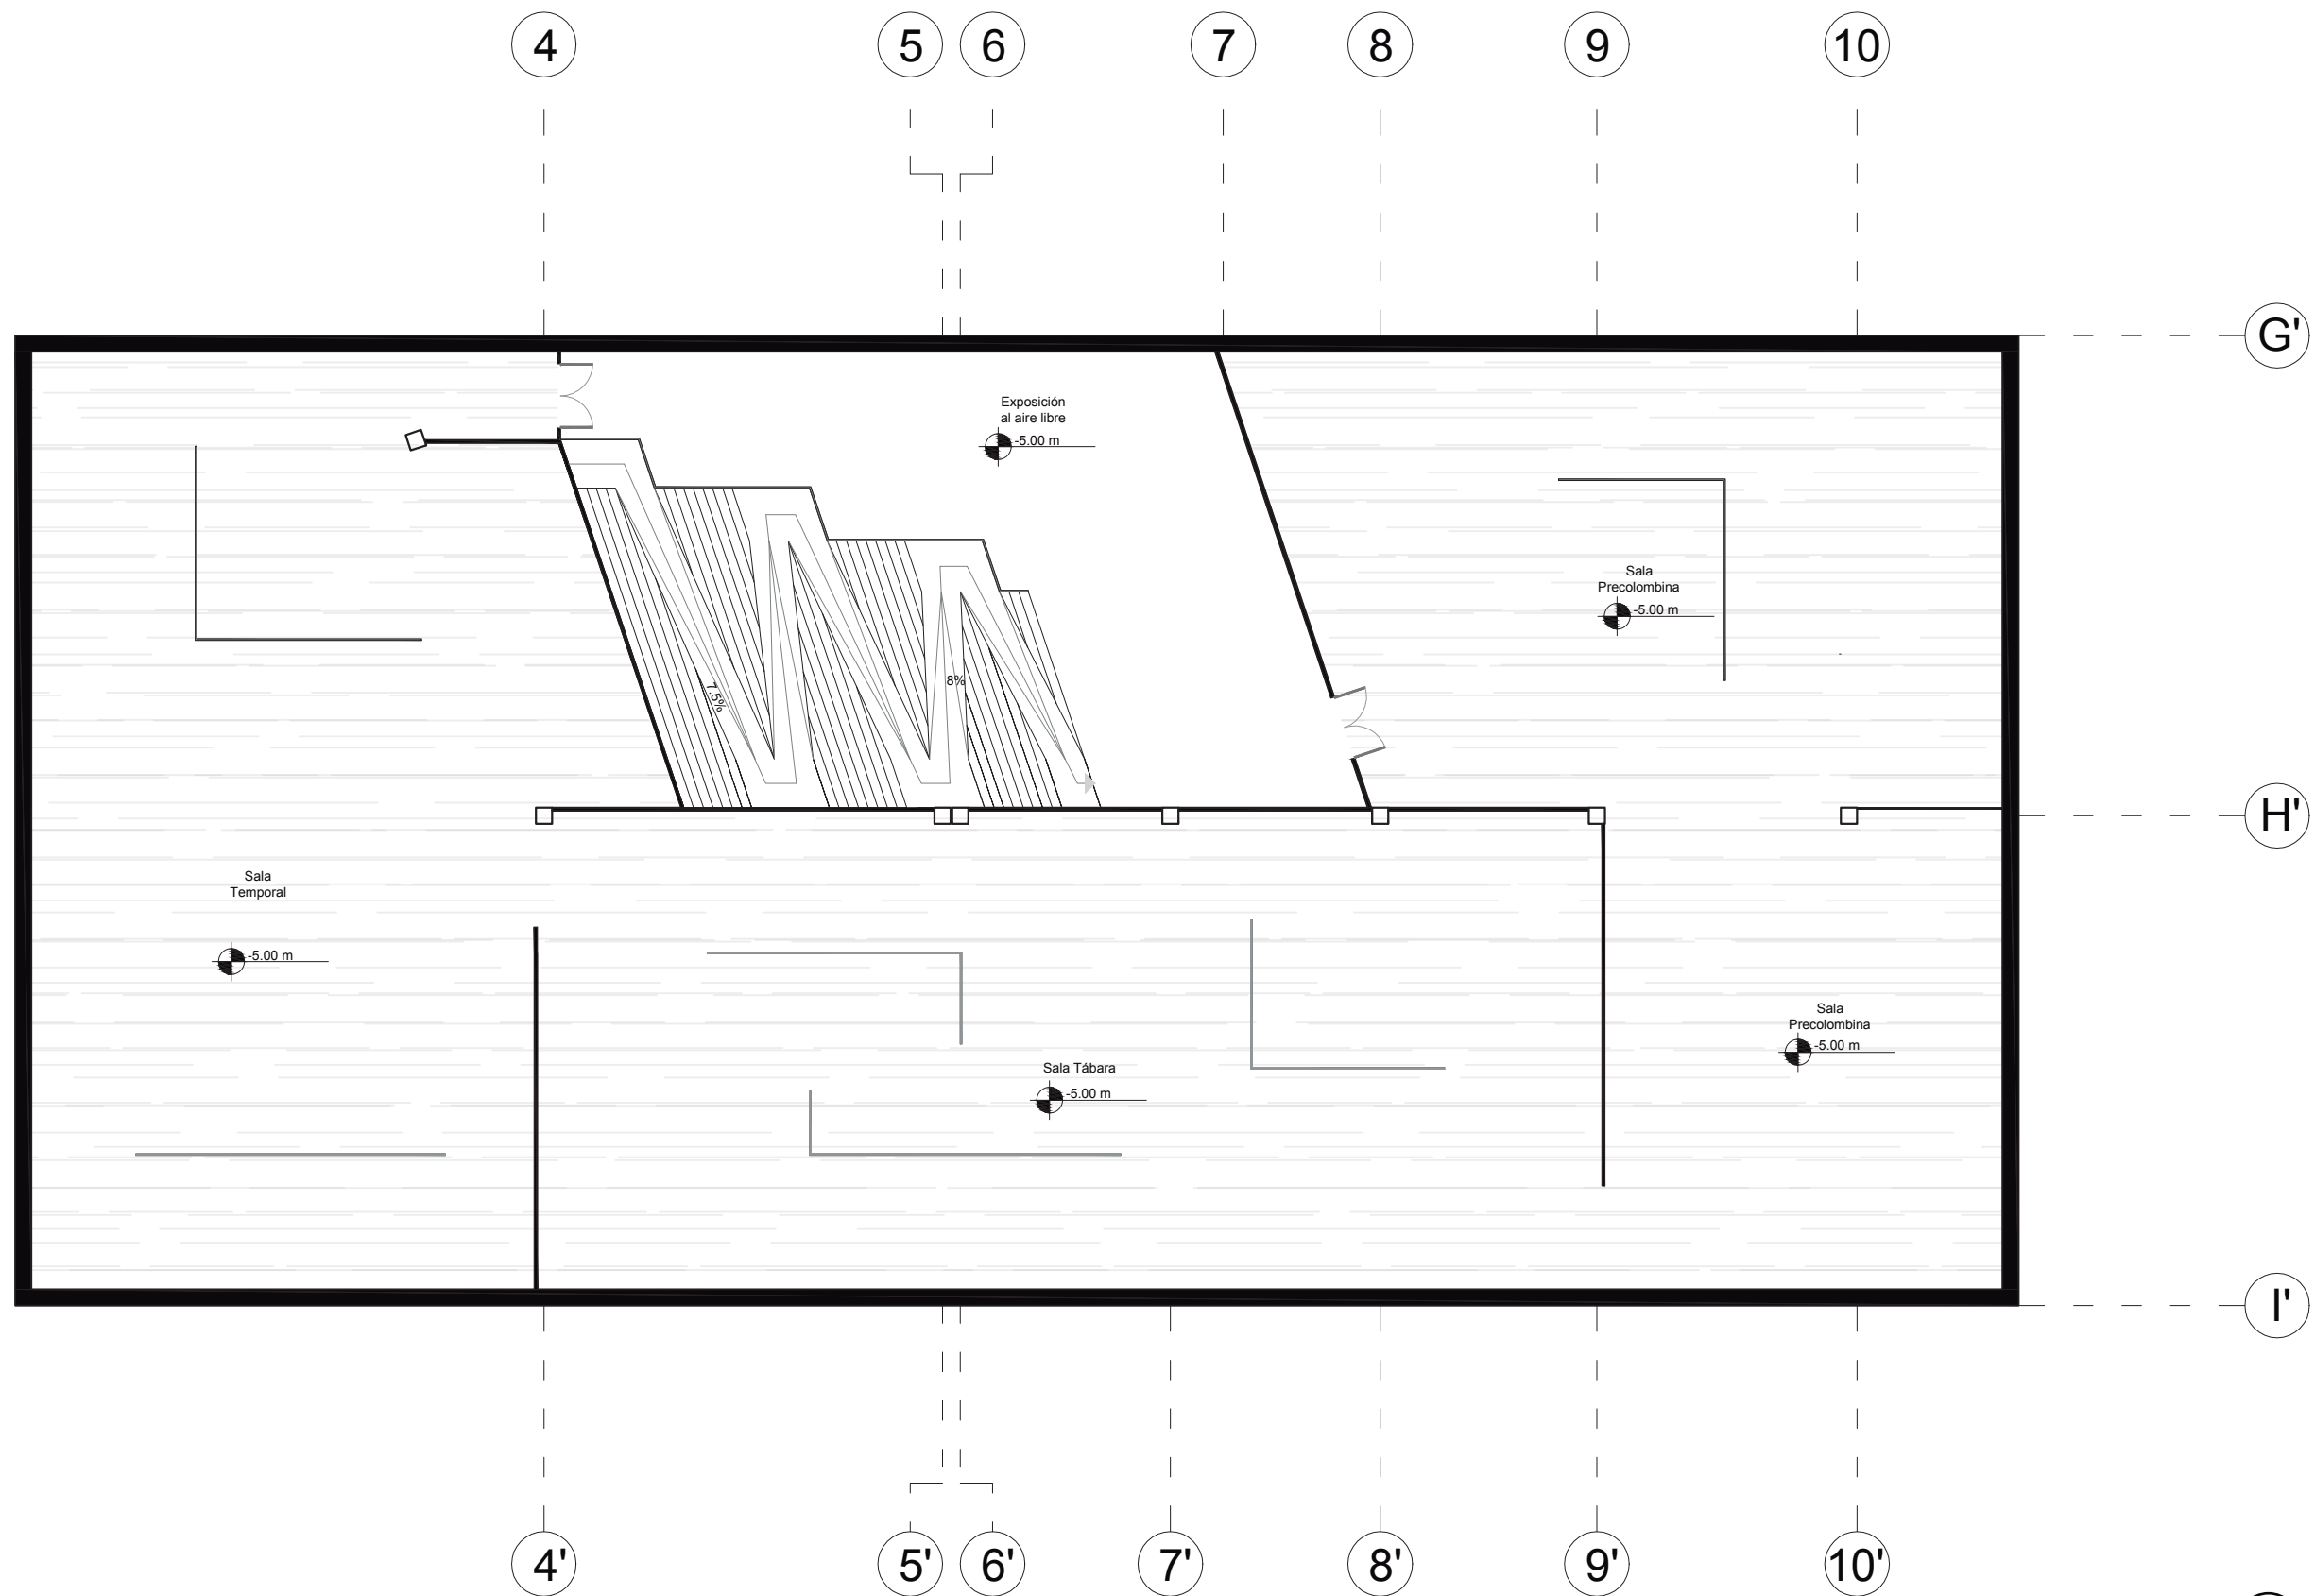 4
5
6
7
8
9
10
G'
Exposición
al aire libre
-5.00 m
Sala
Precolombina
-5.00 m
7.5%
8%
H'
Sala
Temporal
-5.00 m
Sala
Precolombina
-5.00 m
Sala Tábara
-5.00 m
I'
4'
5'
6'
7'
8'
9'
10'